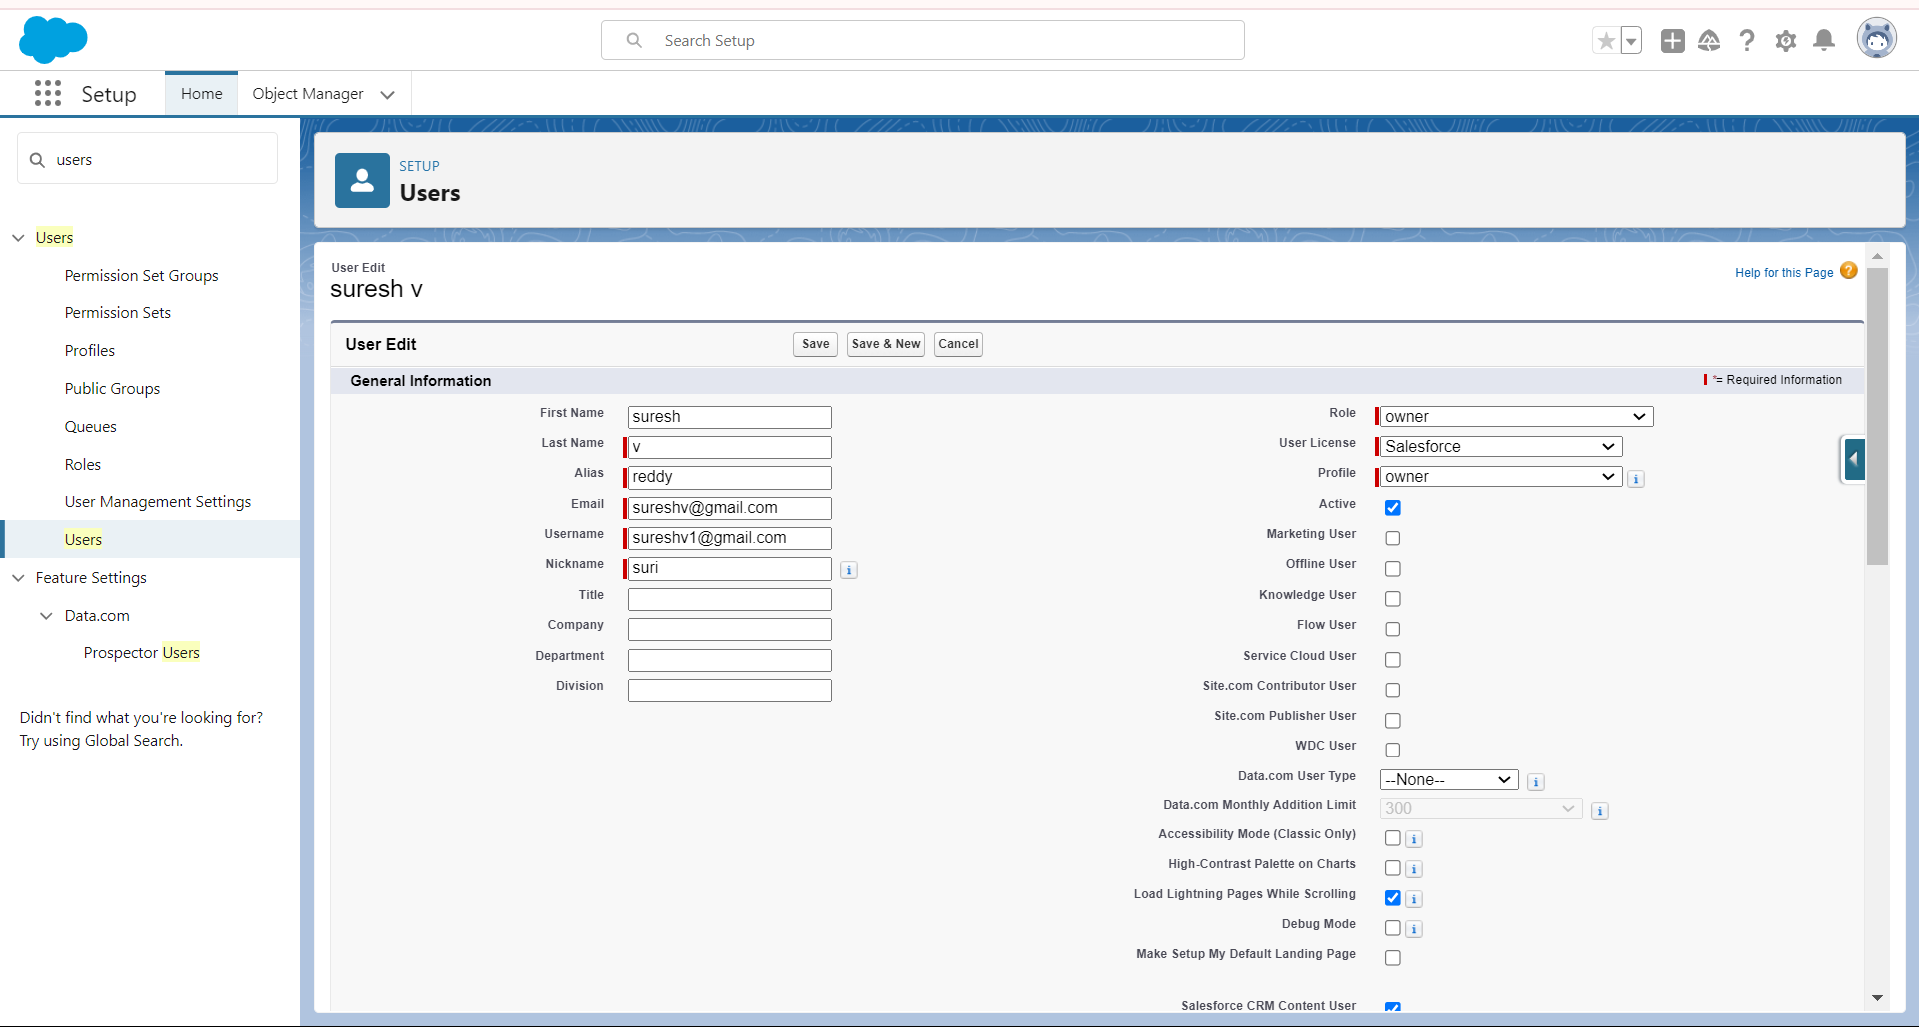 Search Setup
Setup
Home
Object Manager
users
Users
Permission Set Groups
Permission Sets
Profiles
Public Groups
Queues
Roles
User Management Settings
Users
Feature Settings
Data.com
Prospector Users
Didn't find what you're looking for?
Try using Global Search.
SETUP
Users
User Edit
suresh v
Help for this Page
User Edit
Save
Save & New
Cancel
General Information
*= Required Information
First Name suresh
Last Name v
Alias reddy
Email sureshv@gmail.com
Username sureshv1@gmail.com
Nickname suri
Title
Company
Department
Division
Role owner
User License Salesforce
Profile owner
Active
Marketing User
Offline User
Knowledge User
Flow User
Service Cloud User
Site.com Contributor User
Site.com Publisher User
WDC User
Data.com User Type --None--
Data.com Monthly Addition Limit 300
Accessibility Mode (Classic Only)
High-Contrast Palette on Charts
Load Lightning Pages While Scrolling
Debug Mode
Make Setup My Default Landing Page
Salesforce CRM Content User